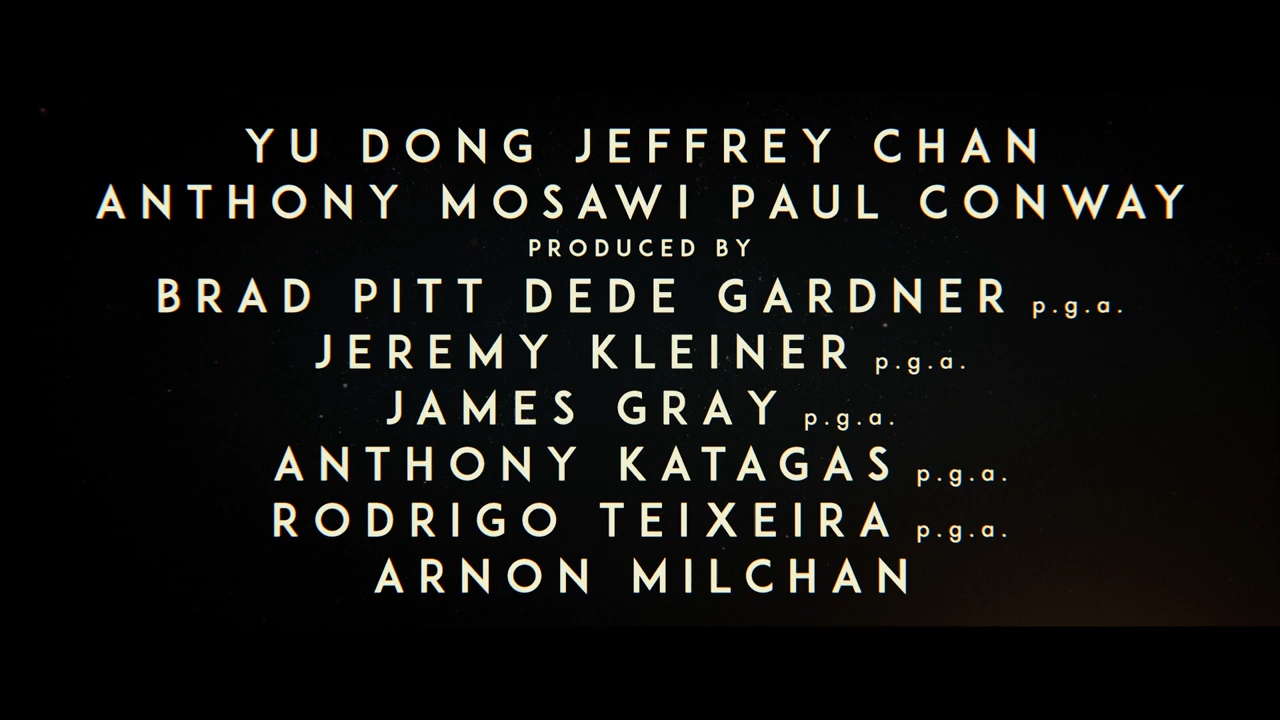 YU DONG JEFFREY CHAN
ANTHONY MOSAWI PAUL CONWAY
PRODUCED BY
BRAD PITT DEDE GARDNER p.g.a.
JEREMY KLEINER p.g.a.
JAMES GRAY p.g.a.
ANTHONY KATAGAS p.g.a.
RODRIGO TEIXEIRA p.g.a.
ARNON MILCHAN